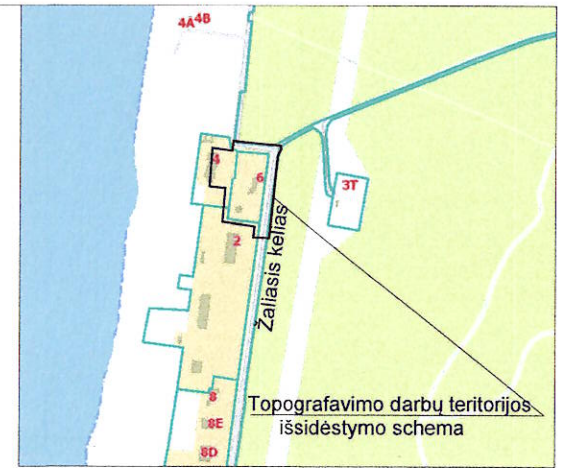 4A 4B
4
6
3T
2
Žaliasis kelias
8
8E
8D
Topografavimo darbų teritorijos
išsidėstymo schema